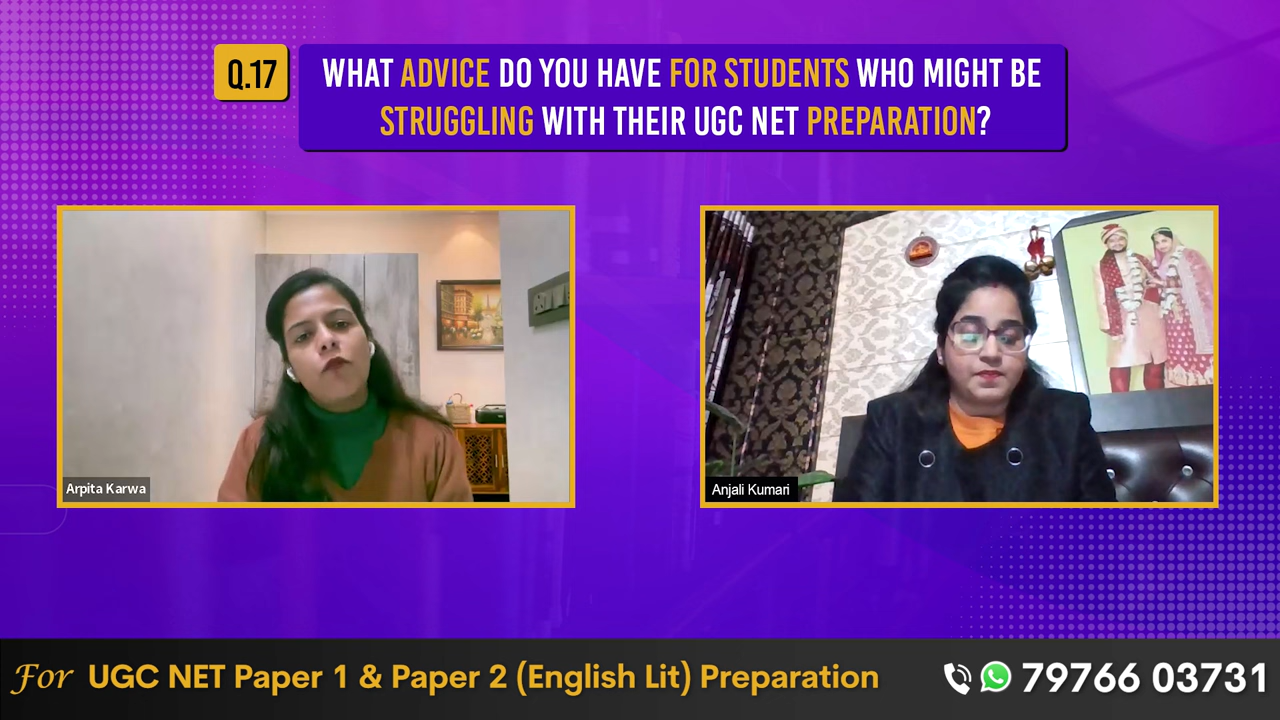 Q.17
WHAT ADVICE DO YOU HAVE FOR STUDENTS WHO MIGHT BE
STRUGGLING WITH THEIR UGC NET PREPARATION?
Arpita Karwa
Anjali Kumari
For UGC NET Paper 1 & Paper 2 (English Lit) Preparation
79766 03731